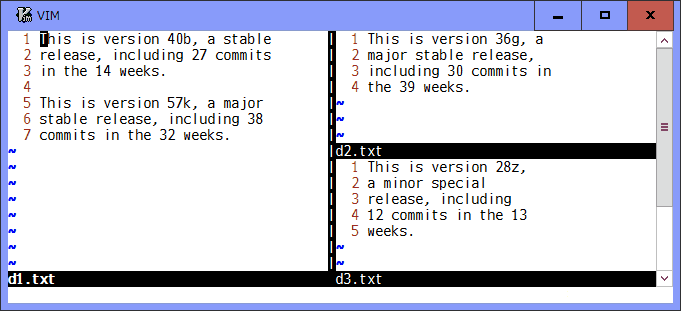 VIM
1 This is version 40b, a stable
2 release, including 27 commits
3 in the 14 weeks.
4
5 This is version 57k, a major
6 stable release, including 38
7 commits in the 32 weeks.
~
~
~
~
~
~
~
~
d1.txt
1 This is version 36g, a
2 major stable release,
3 including 30 commits in
4 the 39 weeks.
~
~
~
d2.txt
1 This is version 28z,
2 a minor special
3 release, including
4 12 commits in the 13
5 weeks.
~
~
d3.txt